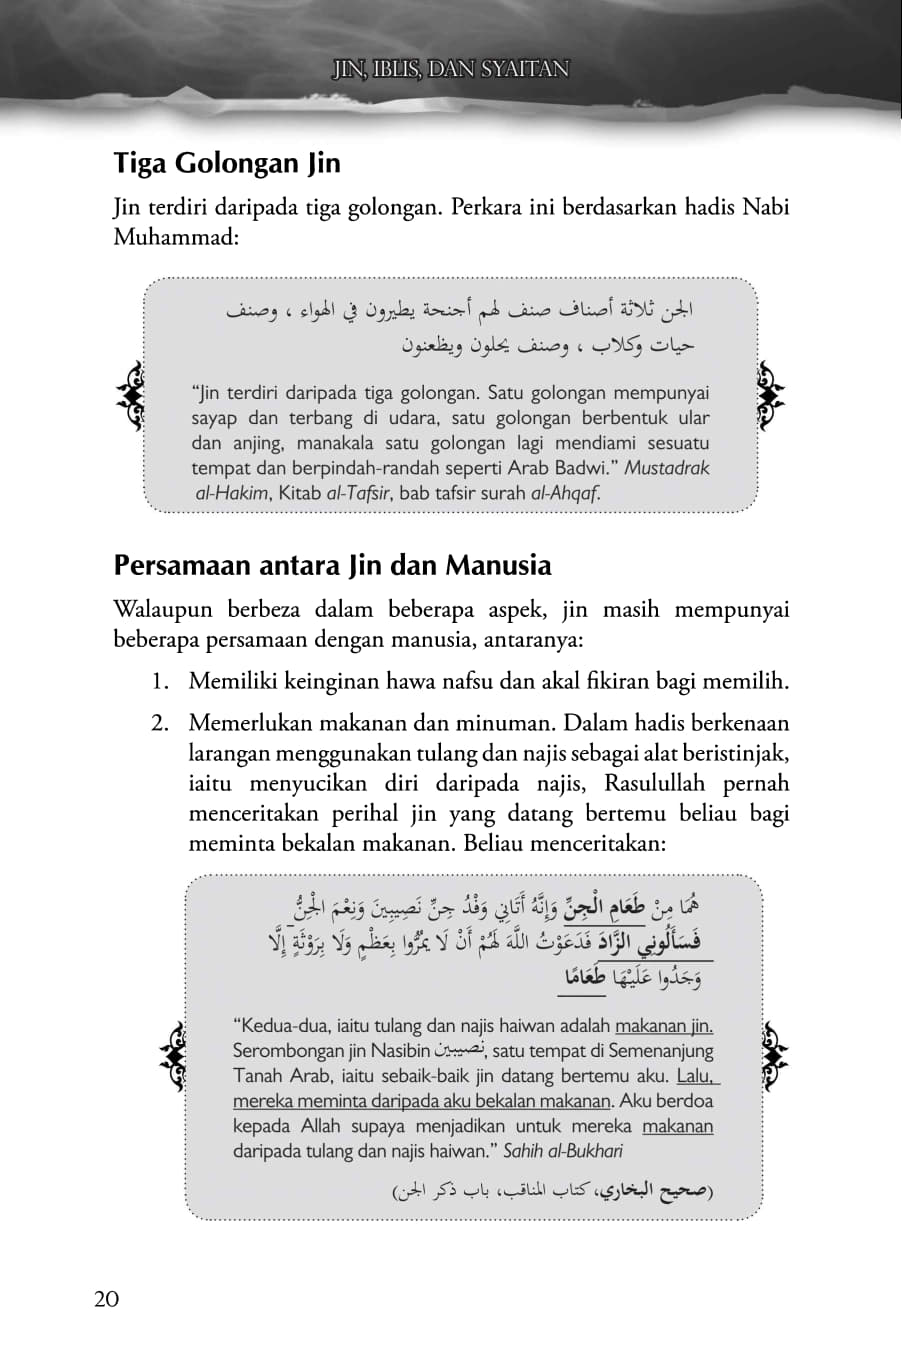 JIN, IBLIS, DAN SYAITAN
Tiga Golongan Jin
Jin terdiri daripada tiga golongan. Perkara ini berdasarkan hadis Nabi
Muhammad:
الجن ثلاثة أصناف صنف لهم أجنحة يطيرون في الهواء ، وصنف
حيات وكلاب ، وصنف يحلون ويظعنون
“Jin terdiri daripada tiga golongan. Satu golongan mempunyai
sayap dan terbang di udara, satu golongan berbentuk ular
dan anjing, manakala satu golongan lagi mendiami sesuatu
tempat dan berpindah-randah seperti Arab Badwi.” Mustadrak
al-Hakim, Kitab al-Tafsir, bab tafsir surah al-Ahqaf.
Persamaan antara Jin dan Manusia
Walaupun berbeza dalam beberapa aspek, jin masih mempunyai
beberapa persamaan dengan manusia, antaranya:
1. Memiliki keinginan hawa nafsu dan akal fikiran bagi memilih.
2. Memerlukan makanan dan minuman. Dalam hadis berkenaan
larangan menggunakan tulang dan najis sebagai alat beristinjak,
iaitu menyucikan diri daripada najis, Rasulullah pernah
menceritakan perihal jin yang datang bertemu beliau bagi
meminta bekalan makanan. Beliau menceritakan:
هُمَا مِنْ طَعَامِ الْجِنِّ وَإِنَّهُ أَتَانِي وَفْدُ جِنِّ نَصِيبِينَ وَنِعْمَ الْجِنُّ
فَسَأَلُونِي الزَّادَ فَدَعَوْتُ اللَّهَ لَهُمْ أَنْ لَا يَمُرُّوا بِعَظْمٍ وَلَا بِرَوْثَةٍ إِلَّا
وَجَدُوا عَلَيْهَا طَعَامًا
“Kedua-dua, iaitu tulang dan najis haiwan adalah makanan jin.
Serombongan jin Nasibin نصيبين, satu tempat di Semenanjung
Tanah Arab, iaitu sebaik-baik jin datang bertemu aku. Lalu,
mereka meminta daripada aku bekalan makanan. Aku berdoa
kepada Allah supaya menjadikan untuk mereka makanan
daripada tulang dan najis haiwan.” Sahih al-Bukhari
(صحيح البخاري، كتاب المناقب، باب ذكر الجن)
20